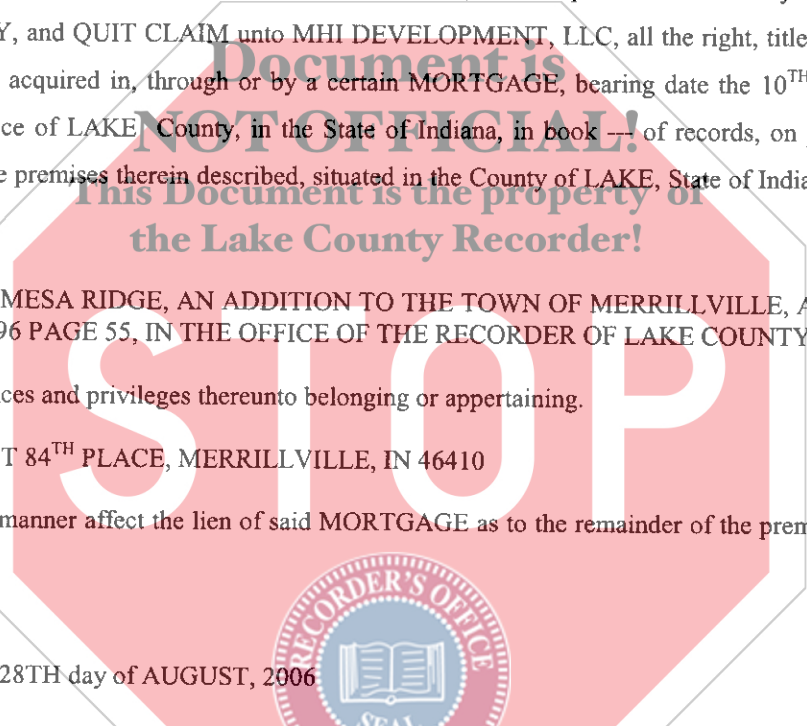 Y, and QUIT CLAIM unto MHI DEVELOPMENT, LLC, all the right, title
Document is
acquired in, through or by a certain MORTGAGE, bearing date the 10TH
NOT OFFICIAL!
ce of LAKE County, in the State of Indiana, in book --- of records, on
e premises therein described, situated in the County of LAKE, State of India
This Document is the property of
the Lake County Recorder!
MESA RIDGE, AN ADDITION TO THE TOWN OF MERRILLVILLE, A
96 PAGE 55, IN THE OFFICE OF THE RECORDER OF LAKE COUNTY
STOP
ces and privileges thereunto belonging or appertaining.
T 84TH PLACE, MERRILLVILLE, IN 46410
manner affect the lien of said MORTGAGE as to the remainder of the prem
RECORDER'S OFFICE
28TH day of AUGUST, 2006
SEAL